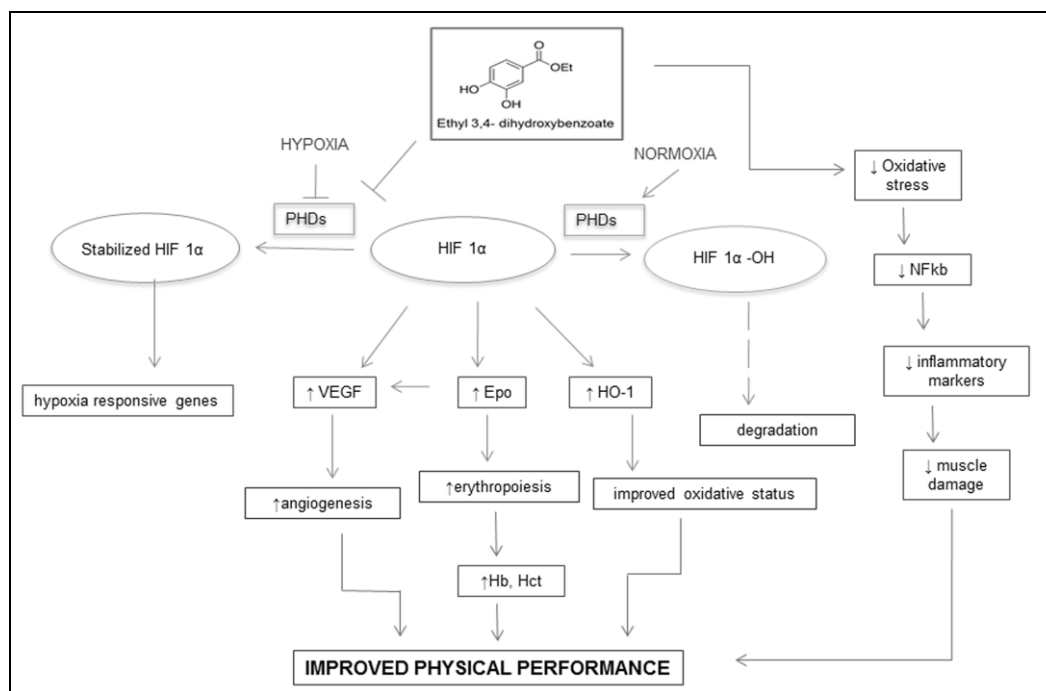 O
OEt
HO
OH
Ethyl 3,4- dihydroxybenzoate
HYPOXIA
NORMOXIA
↓ Oxidative
stress
PHDs
PHDs
Stabilized HIF 1α
HIF 1α
HIF 1α -OH
↓ NFkb
↓ inflammatory
markers
hypoxia responsive genes
↑ VEGF
↑ Epo
↑ HO-1
degradation
↓ muscle
damage
↑angiogenesis
↑erythropoiesis
improved oxidative status
↑Hb, Hct
IMPROVED PHYSICAL PERFORMANCE